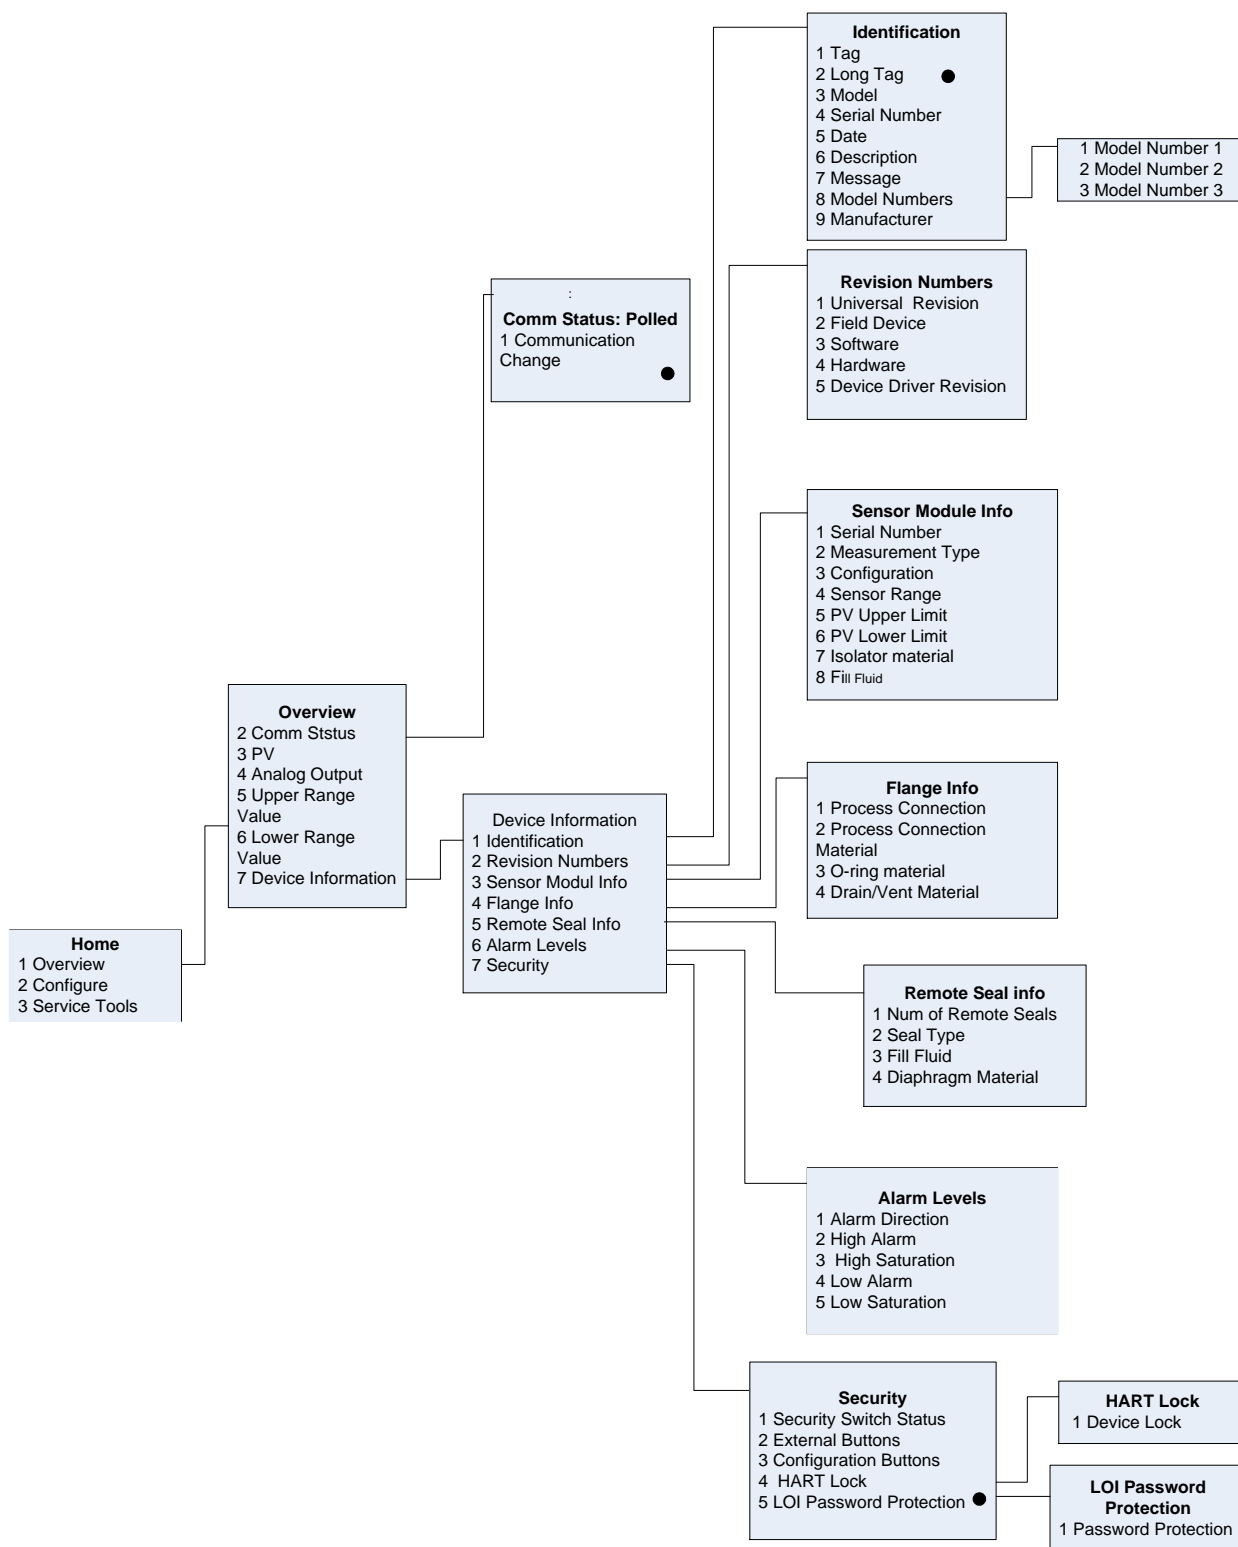 Identification
1 Tag
2 Long Tag
3 Model
4 Serial Number
5 Date
6 Description
7 Message
8 Model Numbers
9 Manufacturer
1 Model Number 1
2 Model Number 2
3 Model Number 3
Revision Numbers
1 Universal Revision
2 Field Device
3 Software
4 Hardware
5 Device Driver Revision
:
Comm Status: Polled
1 Communication
Change
Sensor Module Info
1 Serial Number
2 Measurement Type
3 Configuration
4 Sensor Range
5 PV Upper Limit
6 PV Lower Limit
7 Isolator material
8 Fill Fluid
Overview
2 Comm Ststus
3 PV
4 Analog Output
5 Upper Range
Value
6 Lower Range
Value
7 Device Information
Device Information
1 Identification
2 Revision Numbers
3 Sensor Modul Info
4 Flange Info
5 Remote Seal Info
6 Alarm Levels
7 Security
Flange Info
1 Process Connection
2 Process Connection
Material
3 O-ring material
4 Drain/Vent Material
Home
1 Overview
2 Configure
3 Service Tools
Remote Seal info
1 Num of Remote Seals
2 Seal Type
3 Fill Fluid
4 Diaphragm Material
Alarm Levels
1 Alarm Direction
2 High Alarm
3 High Saturation
4 Low Alarm
5 Low Saturation
Security
1 Security Switch Status
2 External Buttons
3 Configuration Buttons
4 HART Lock
5 LOI Password Protection
HART Lock
1 Device Lock
LOI Password
Protection
1 Password Protection